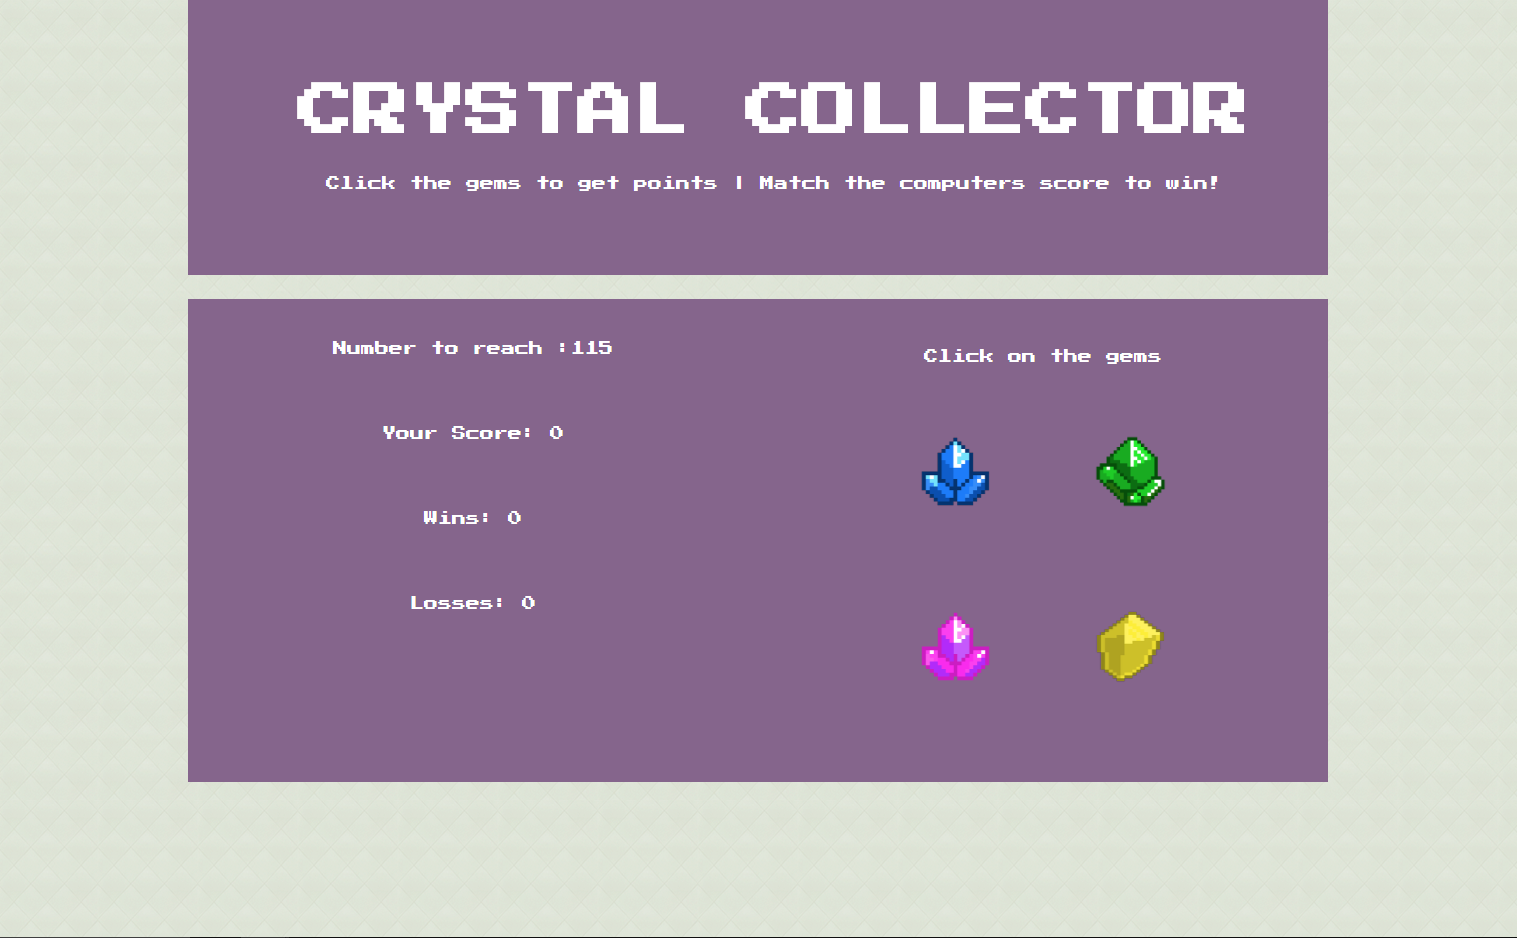 CRYSTAL COLLECTOR
Click the gems to get points | Match the computers score to win!
Number to reach :115
Click on the gems
Your Score: 0
Wins: 0
Losses: 0